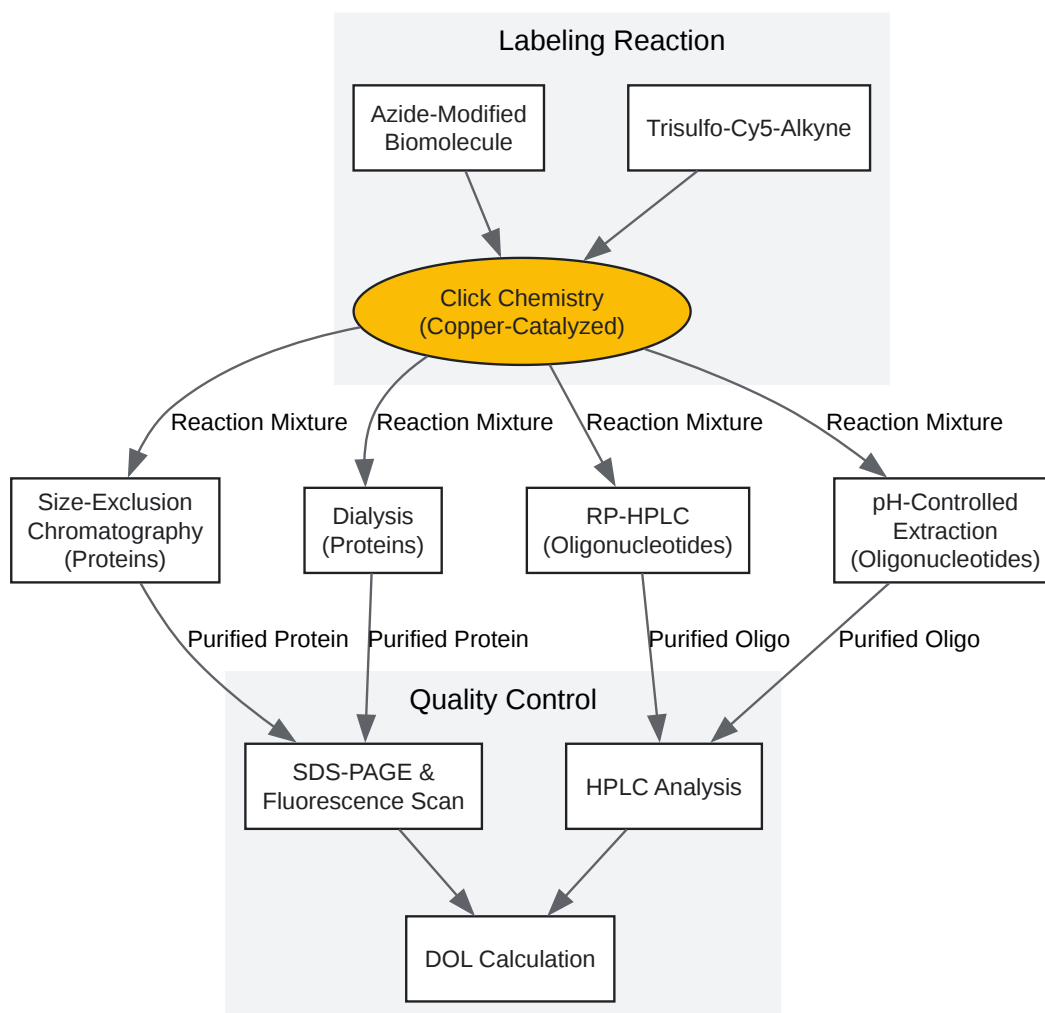 Labeling Reaction
Azide-Modified
Biomolecule
Trisulfo-Cy5-Alkyne
Click Chemistry
(Copper-Catalyzed)
Reaction Mixture
Reaction Mixture
Reaction Mixture
Reaction Mixture
Size-Exclusion
Chromatography
(Proteins)
Dialysis
(Proteins)
RP-HPLC
(Oligonucleotides)
pH-Controlled
Extraction
(Oligonucleotides)
Purified Protein
Purified Protein
Purified Oligo
Purified Oligo
Quality Control
SDS-PAGE &
Fluorescence Scan
HPLC Analysis
DOL Calculation